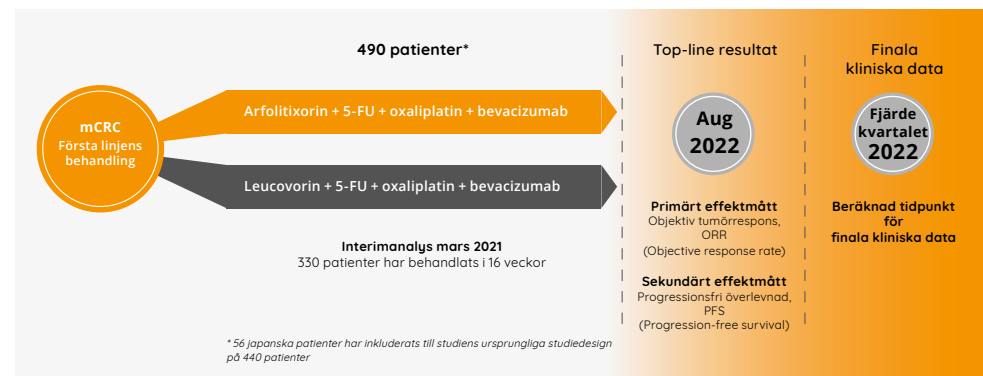 490 patienter*
Top-line resultat
Finala
kliniska data
mCRC
Första linjens
behandling
Arfolitixorin + 5-FU + oxaliplatin + bevacizumab
Leucovorin + 5-FU + oxaliplatin + bevacizumab
Aug
2022
Fjärde
kvartalet
2022
Interimanalys mars 2021
330 patienter har behandlats i 16 veckor
Primärt effektmått
Objektiv tumörrespons,
ORR
(Objective response rate)
Sekundärt effektmått
Progressionsfri överlevnad,
PFS
(Progression-free survival)
Beräknad tidpunkt
för
finala kliniska data
* 56 japanska patienter har inkluderats till studiens ursprungliga studiedesign
på 440 patienter